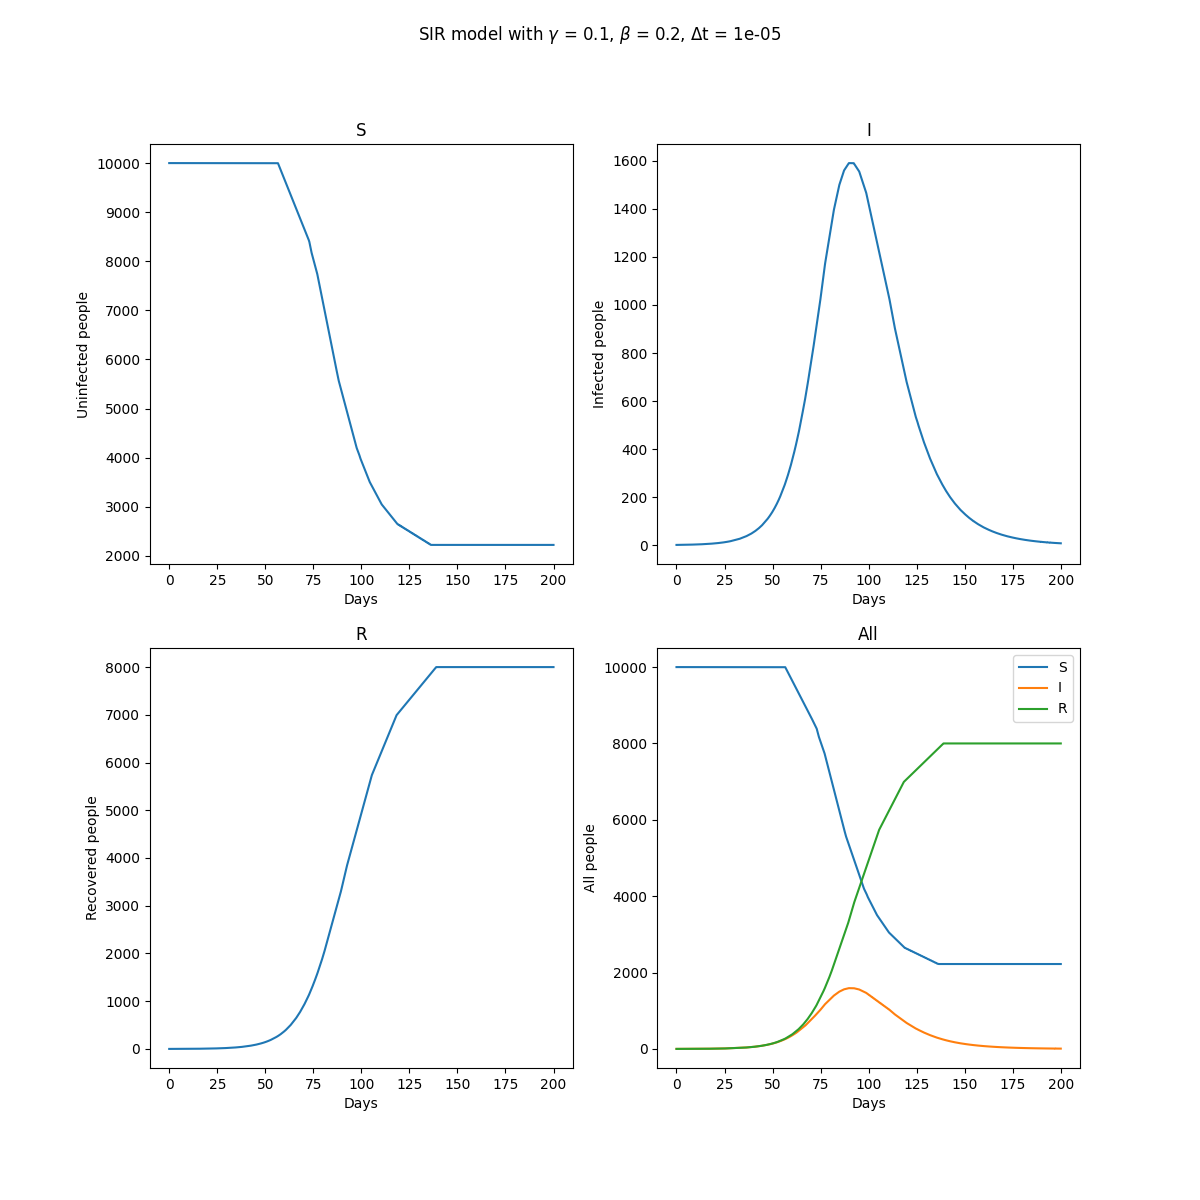 SIR model with γ = 0.1, β = 0.2, Δt = 1e-05
S
10000
9000
8000
7000
6000
5000
4000
3000
2000
Uninfected people
0 25 50 75 100 125 150 175 200
Days
I
1600
1400
1200
1000
800
600
400
200
0
Infected people
0 25 50 75 100 125 150 175 200
Days
R
8000
7000
6000
5000
4000
3000
2000
1000
0
Recovered people
0 25 50 75 100 125 150 175 200
Days
All
10000
8000
6000
4000
2000
0
All people
S
I
R
0 25 50 75 100 125 150 175 200
Days